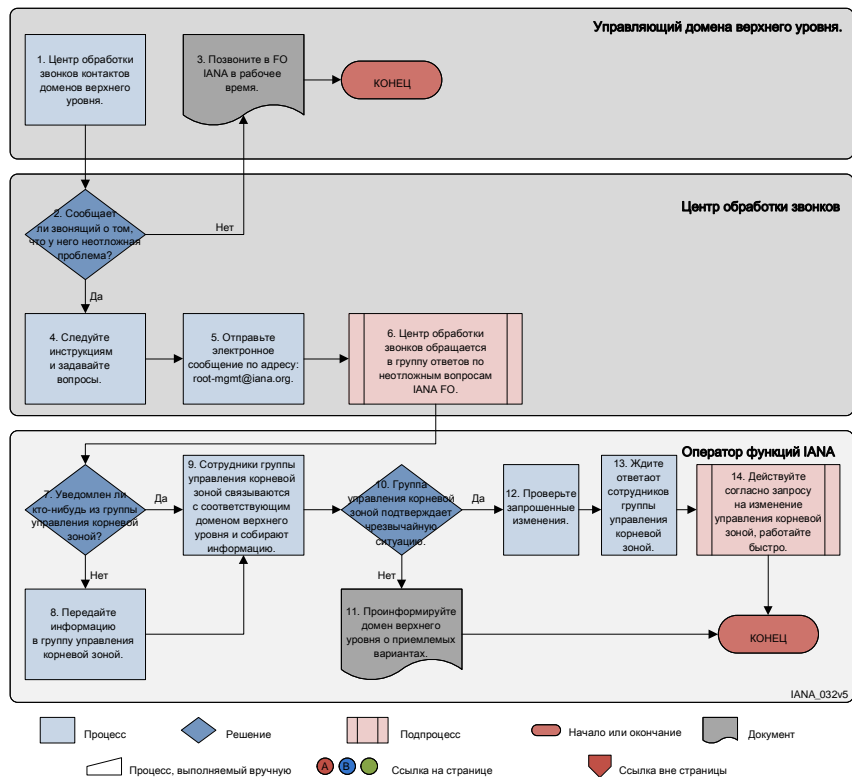 Управляющий домена верхнего уровня.
1. Центр обработки
звонков контактов
доменов верхнего
уровня.
3. Позвоните в FO
IANA в рабочее
время.
КОНЕЦ
Центр обработки звонков
2. Сообщает
ли звонящий о том,
что у него неотложная
проблема?
Нет
Да
4. Следуйте
инструкциям
и задавайте
вопросы.
5. Отправьте
электронное
сообщение по адресу:
root-mgmt@iana.org.
6. Центр обработки
звонков обращается
в группу ответов по
неотложным вопросам
IANA FO.
Оператор функций IANA
7. Уведомлен ли
кто-нибудь из группы
управления корневой
зоной?
Да
Нет
8. Передайте
информацию
в группу управления
корневой зоной.
9. Сотрудники группы
управления корневой
зоной связываются
с соответствующим
доменом верхнего
уровня и собирают
информацию.
10. Группа
управления корневой
зоной подтверждает
чрезвычайную
ситуацию.
Да
Нет
11. Проинформируйте
домен верхнего
уровня о приемлемых
вариантах.
12. Проверьте
запрошенные
изменения.
13. Ждите
ответаот
сотрудников
группы
управления
корневой
зоной.
14. Действуйте
согласно запросу
на изменение
управления корневой
зоной, работайте
быстро.
КОНЕЦ
IANA_032v5
Процесс
Решение
Подпроцесс
Начало или окончание
Документ
Процесс, выполняемый вручную
A B
Ссылка на странице
Ссылка вне страницы